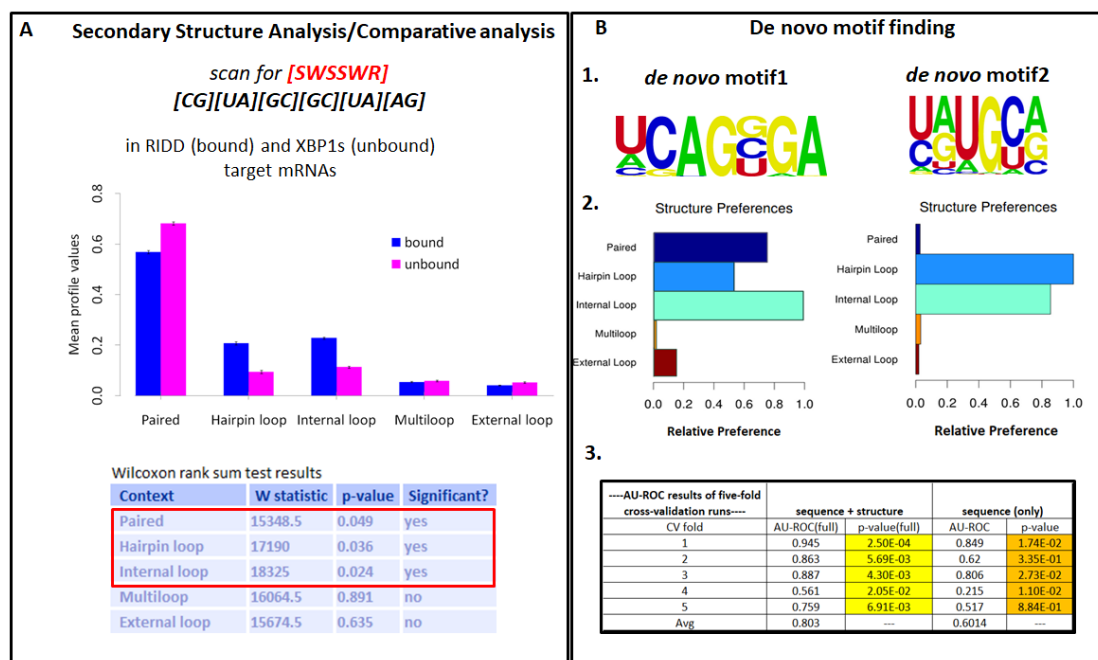 A
Secondary Structure Analysis/Comparative analysis
scan for [SWSSWR]
[CG][UA][GC][GC][UA][AG]
in RIDD (bound) and XBP1s (unbound)
target mRNAs
Mean profile values
0.8
0.6
0.4
0.2
0.0
bound
unbound
Paired Hairpin loop Internal loop Multiloop External loop
Wilcoxon rank sum test results
Context W statistic p-value Significant?
Paired 15348.5 0.049 yes
Hairpin loop 17190 0.036 yes
Internal loop 18325 0.024 yes
Multiloop 16064.5 0.891 no
External loop 15674.5 0.635 no
B
De novo motif finding
1.
de novo motif1
UCAGGGA
de novo motif2
UAUGCA
2.
Structure Preferences
Paired
Hairpin Loop
Internal Loop
Multiloop
External Loop
0.0 0.2 0.4 0.6 0.8 1.0
Relative Preference
Structure Preferences
Paired
Hairpin Loop
Internal Loop
Multiloop
External Loop
0.0 0.2 0.4 0.6 0.8 1.0
Relative Preference
3.
----AU-ROC results of five-fold
cross-validation runs---- sequence + structure sequence (only)
CV fold AU-ROC(full) p-value(full) AU-ROC p-value
1 0.945 2.50E-04 0.849 1.74E-02
2 0.863 5.69E-03 0.62 3.35E-01
3 0.887 4.30E-03 0.806 2.73E-02
4 0.561 2.05E-02 0.215 1.10E-02
5 0.759 6.91E-03 0.517 8.84E-01
Avg 0.803 --- 0.6014 ---